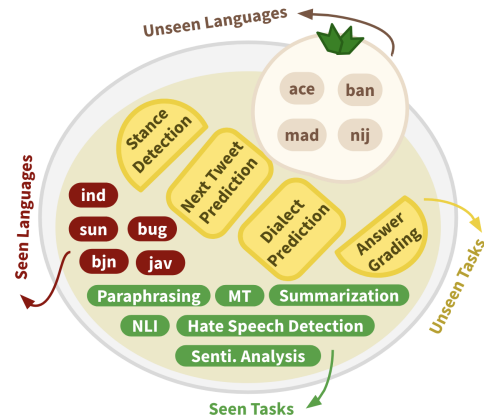 Unseen Languages
ace
ban
mad
nij
Stance
Detection
Next Tweet
Prediction
Dialect
Prediction
Answer
Grading
Unseen Tasks
Seen Languages
ind
sun
bug
bjn
jav
Paraphrasing
MT
Summarization
NLI
Hate Speech Detection
Senti. Analysis
Seen Tasks